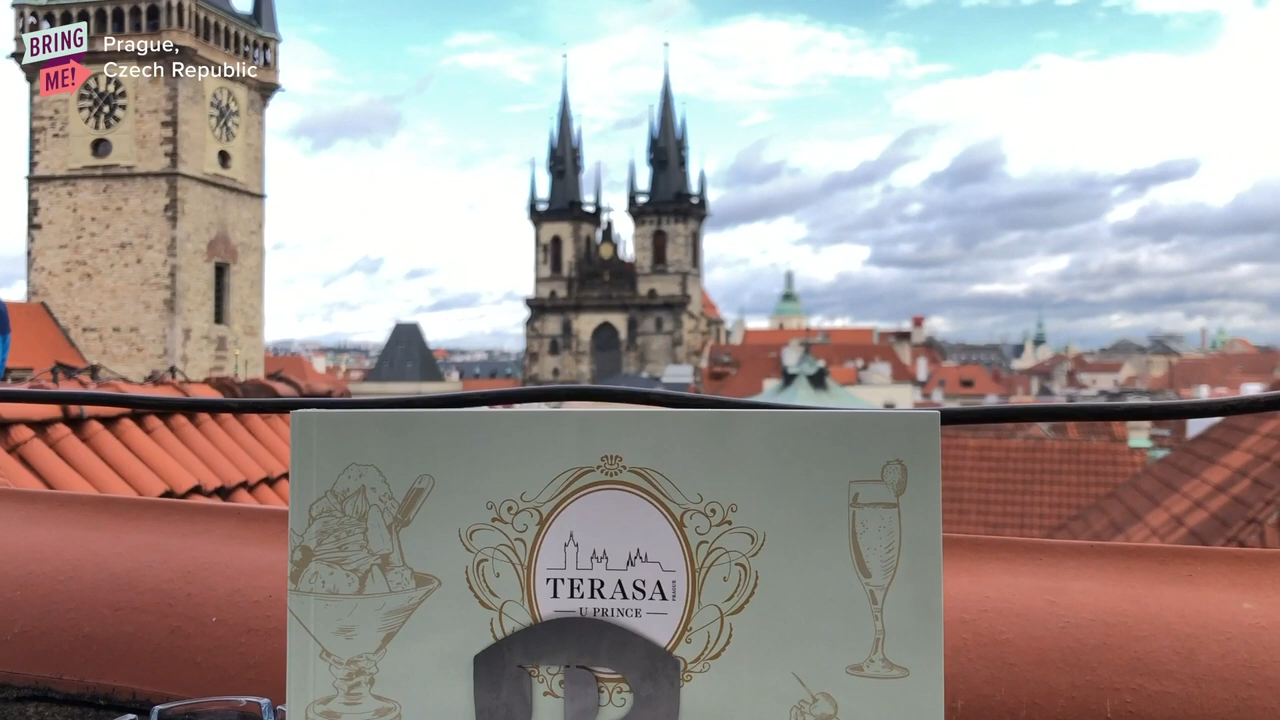 BRING
ME!
Prague,
Czech Republic
TERASA
PRAGUE
U PRINCE